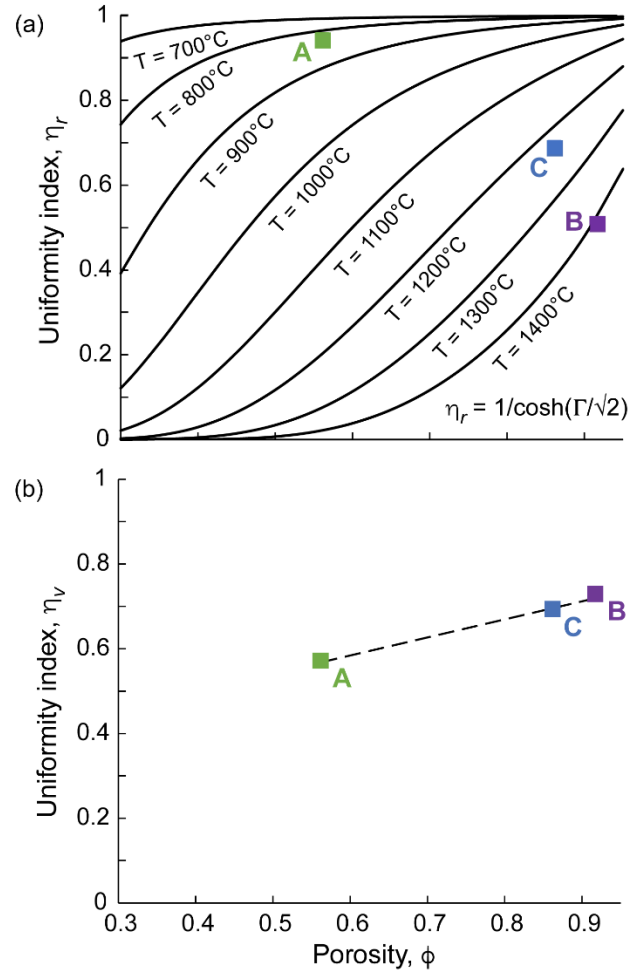 (a)
1
0.8
0.6
0.4
0.2
0
Uniformity index, ηr
T = 700°C
T = 800°C
T = 900°C
T = 1000°C
T = 1100°C
T = 1200°C
T = 1300°C
T = 1400°C
A
C
B
ηr = 1/cosh(Γ/√2)
(b)
1
0.8
0.6
0.4
0.2
0
Uniformity index, ηv
A
C
B
0.3 0.4 0.5 0.6 0.7 0.8 0.9
Porosity, ϕ